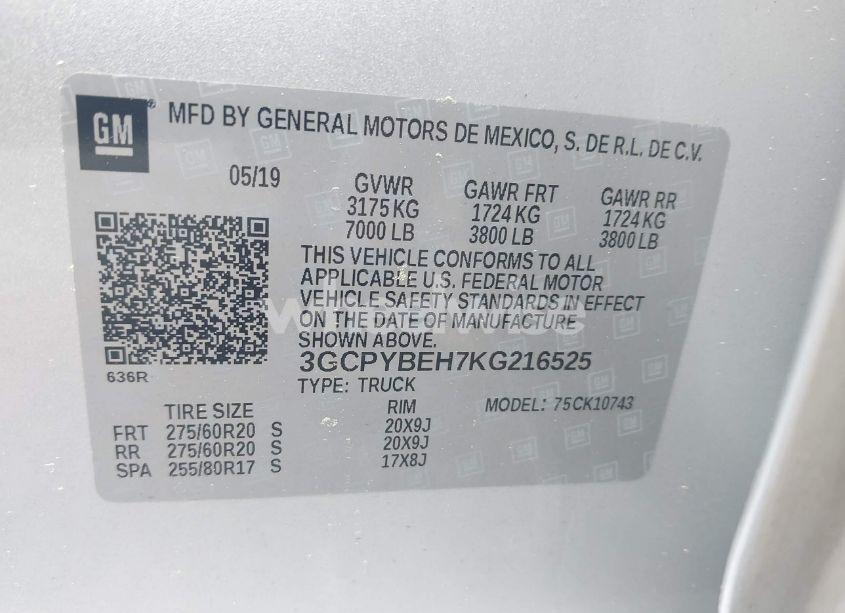 GM
MFD BY GENERAL MOTORS DE MEXICO, S. DE R.L. DE C.V.
05/19
GVWR GAWR FRT GAWR RR
3175 KG 1724 KG 1724 KG
7000 LB 3800 LB 3800 LB
THIS VEHICLE CONFORMS TO ALL
APPLICABLE U.S. FEDERAL MOTOR
VEHICLE SAFETY STANDARDS IN EFFECT
ON THE DATE OF MANUFACTURE
SHOWN ABOVE.
636R
3GCPYBEH7KG216525
TYPE: TRUCK
TIRE SIZE RIM MODEL: 75CK10743
FRT 275/60R20 S 20X9J
RR 275/60R20 S 20X9J
SPA 255/80R17 S 17X8J